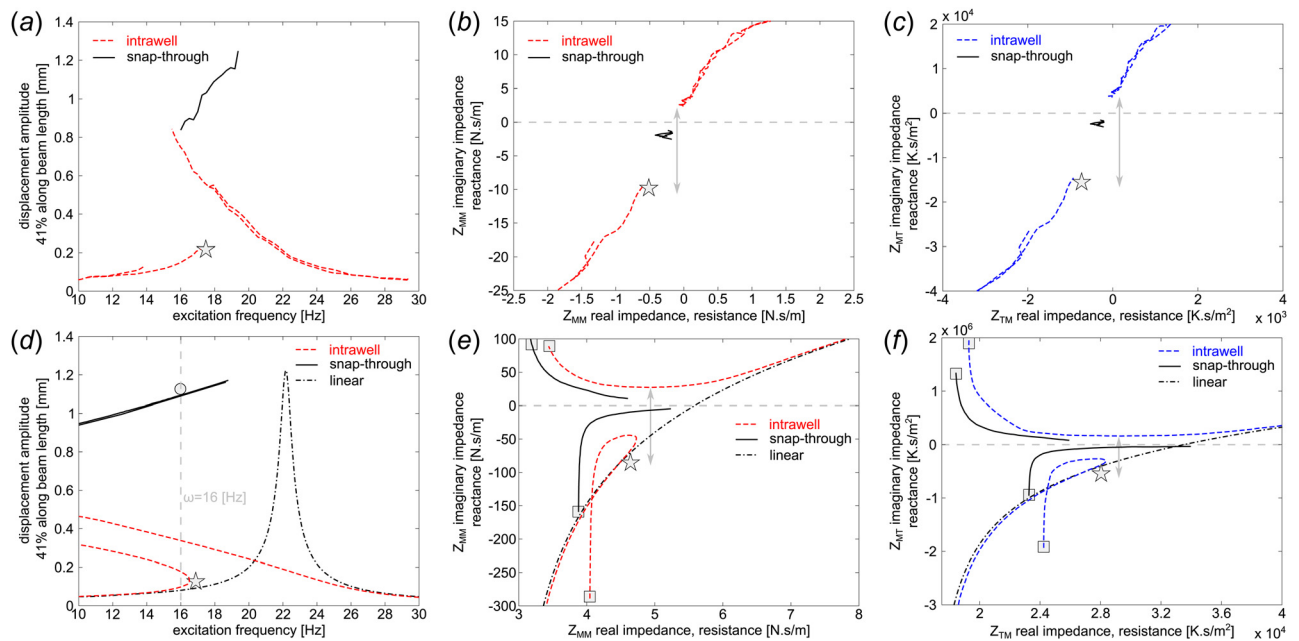 (a)
1.4
1.2
1
0.8
0.6
0.4
0.2
0
displacement amplitude
41% along beam length [mm]
intrawell
snap-through
10 12 14 16 18 20 22 24 26 28 30
excitation frequency [Hz]
(b)
15
10
5
0
-5
-10
-15
-20
-25
Z_MM imaginary impedance
reactance [N.s/m]
intrawell
snap-through
-2.5 -2 -1.5 -1 -0.5 0 0.5 1 1.5 2 2.5
Z_MM real impedance, resistance [N.s/m]
(c)
x 10^4
2
1
0
-1
-2
-3
-4
Z_MT imaginary impedance
reactance [K.s/m²]
intrawell
snap-through
-4 -3 -2 -1 0 1 2 3 4
x 10^3
Z_TM real impedance, resistance [K.s/m²]
(d)
1.4
1.2
1
0.8
0.6
0.4
0.2
0
displacement amplitude
41% along beam length [mm]
intrawell
snap-through
linear
ω=16 [Hz]
10 12 14 16 18 20 22 24 26 28 30
excitation frequency [Hz]
(e)
100
50
0
-50
-100
-150
-200
-250
-300
Z_MM imaginary impedance
reactance [N.s/m]
intrawell
snap-through
linear
3 4 5 6 7 8
Z_MM real impedance, resistance [N.s/m]
(f)
x 10^6
2
1
0
-1
-2
-3
Z_MT imaginary impedance
reactance [K.s/m²]
intrawell
snap-through
linear
2 2.4 2.8 3.2 3.6 4
x 10^4
Z_TM real impedance, resistance [K.s/m²]